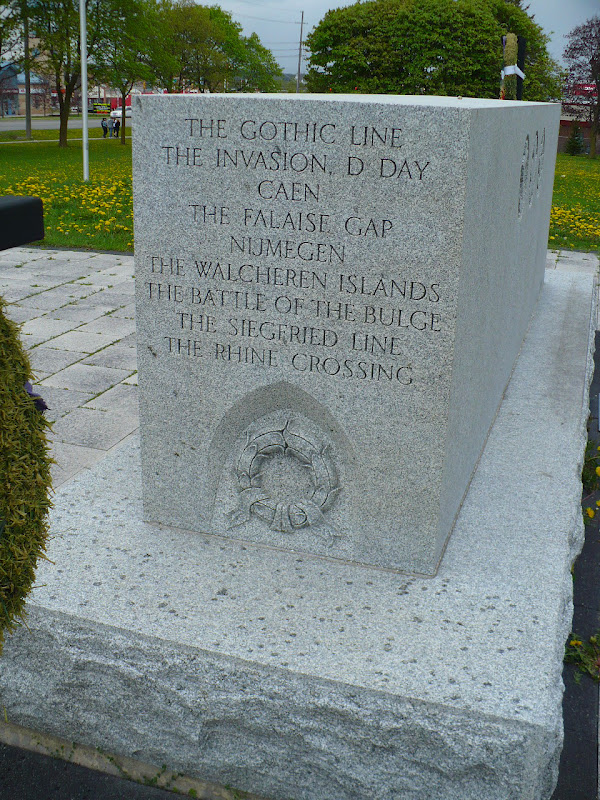 THE GOTHIC LINE
THE INVASION, D DAY
CAEN
THE FALAISE GAP
NIJMEGEN
THE WALCHEREN ISLANDS
THE BATTLE OF THE BULGE
THE SIEGFRIED LINE
THE RHINE CROSSING